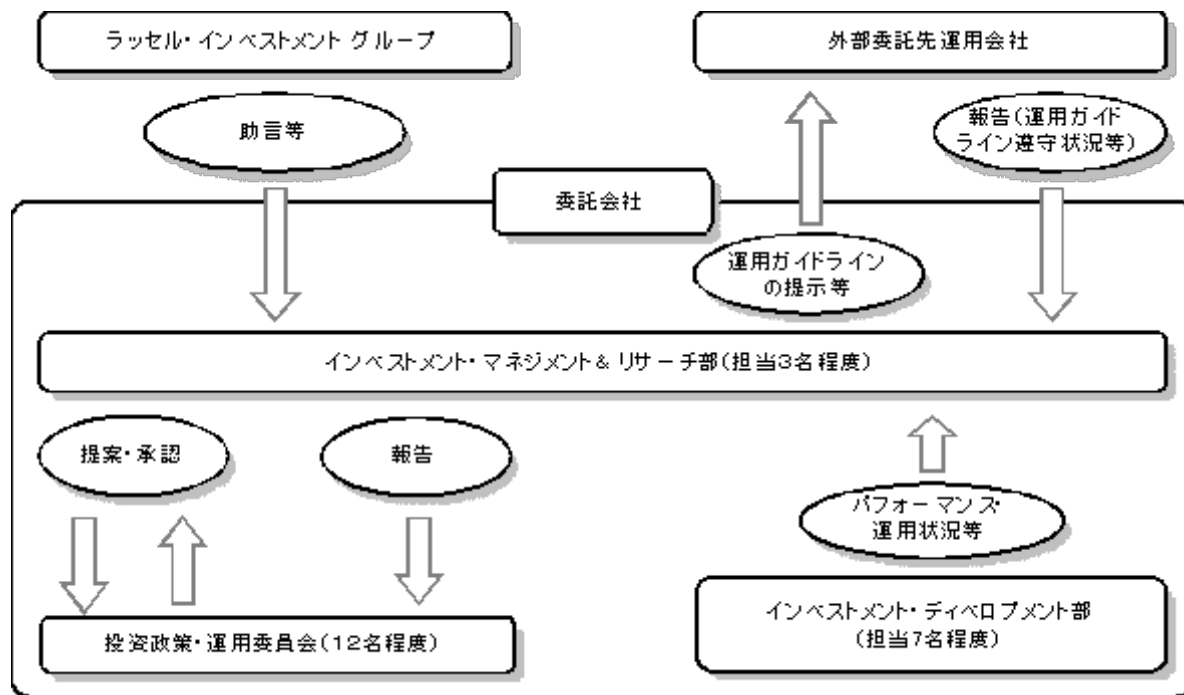 ラッセル・インベストメント グループ
外部委託先運用会社
助言等
報告(運用ガイド
ライン遵守状況等)
委託会社
運用ガイドライン
の提示等
インベストメント・マネジメント&リサーチ部(担当3名程度)
提案・承認
報告
パフォーマンス・
運用状況等
投資政策・運用委員会(12名程度)
インベストメント・ディベロプメント部
(担当7名程度)